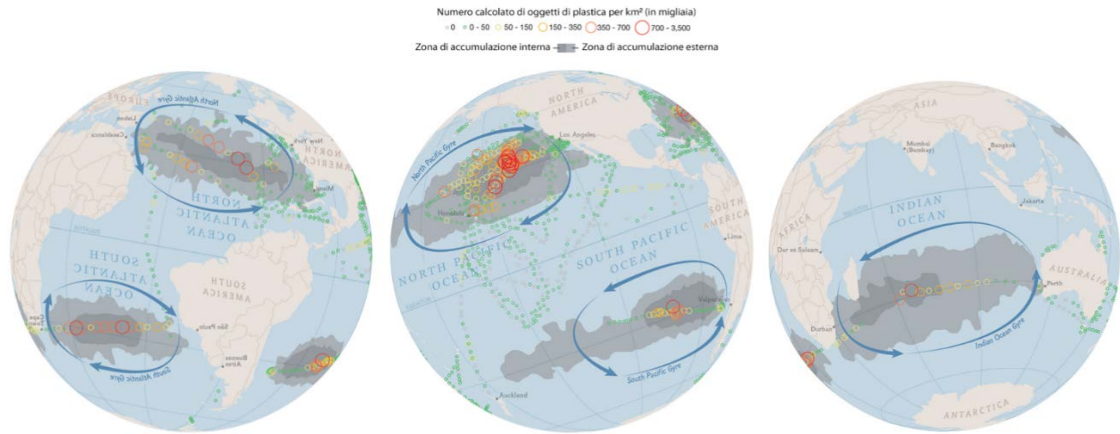 Numero calcolato di oggetti di plastica per km² (in migliaia)
0 0 - 50 50 - 150 150 - 350 350 - 700 700 - 3,500
Zona di accumulazione interna Zona di accumulazione esterna
EUROPE
North Atlantic Gyre
Lisbon
Casablanca
New York
NORTH
AMERICA
Miami
AFRICA
NORTH
ATLANTIC
OCEAN
EQUATOR
SOUTH
ATLANTIC
OCEAN
SOUTH
AMERICA
Cape
Town
São Paulo
Buenos
Aires
South Atlantic Gyre
NORTH
AMERICA
Los Angeles
North Pacific Gyre
Honolulu
NORTH PACIFIC
OCEAN
EQUATOR
SOUTH PACIFIC
OCEAN
SOUTH
AMERICA
Lima
Valparaíso
South Pacific Gyre
Auckland
ASIA
Mumbai
(Bombay)
Bangkok
AFRICA
EQUATOR
INDIAN
OCEAN
Jakarta
Dar es Salaam
AUSTRALIA
Perth
Durban
Indian Ocean Gyre
ANTARCTICA